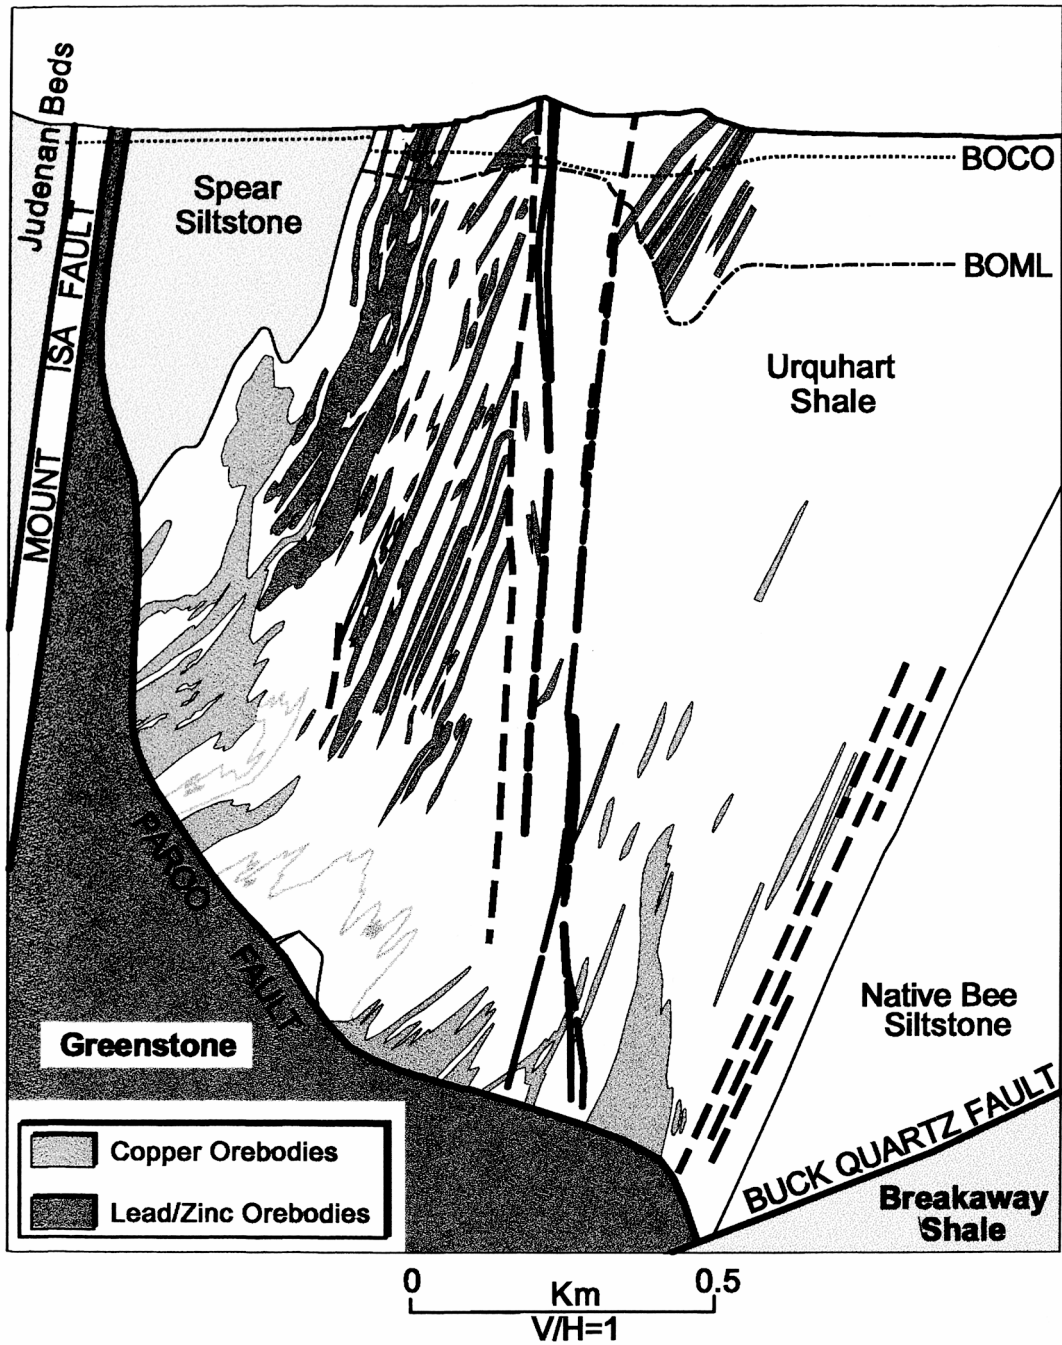 Judenan Beds
MOUNT ISA FAULT
Spear
Siltstone
BOCO
BOML
Urquhart
Shale
PARCO FAULT
Native Bee
Siltstone
Greenstone
BUCK QUARTZ FAULT
Breakaway
Shale
Copper Orebodies
Lead/Zinc Orebodies
0 0.5
Km
V/H=1